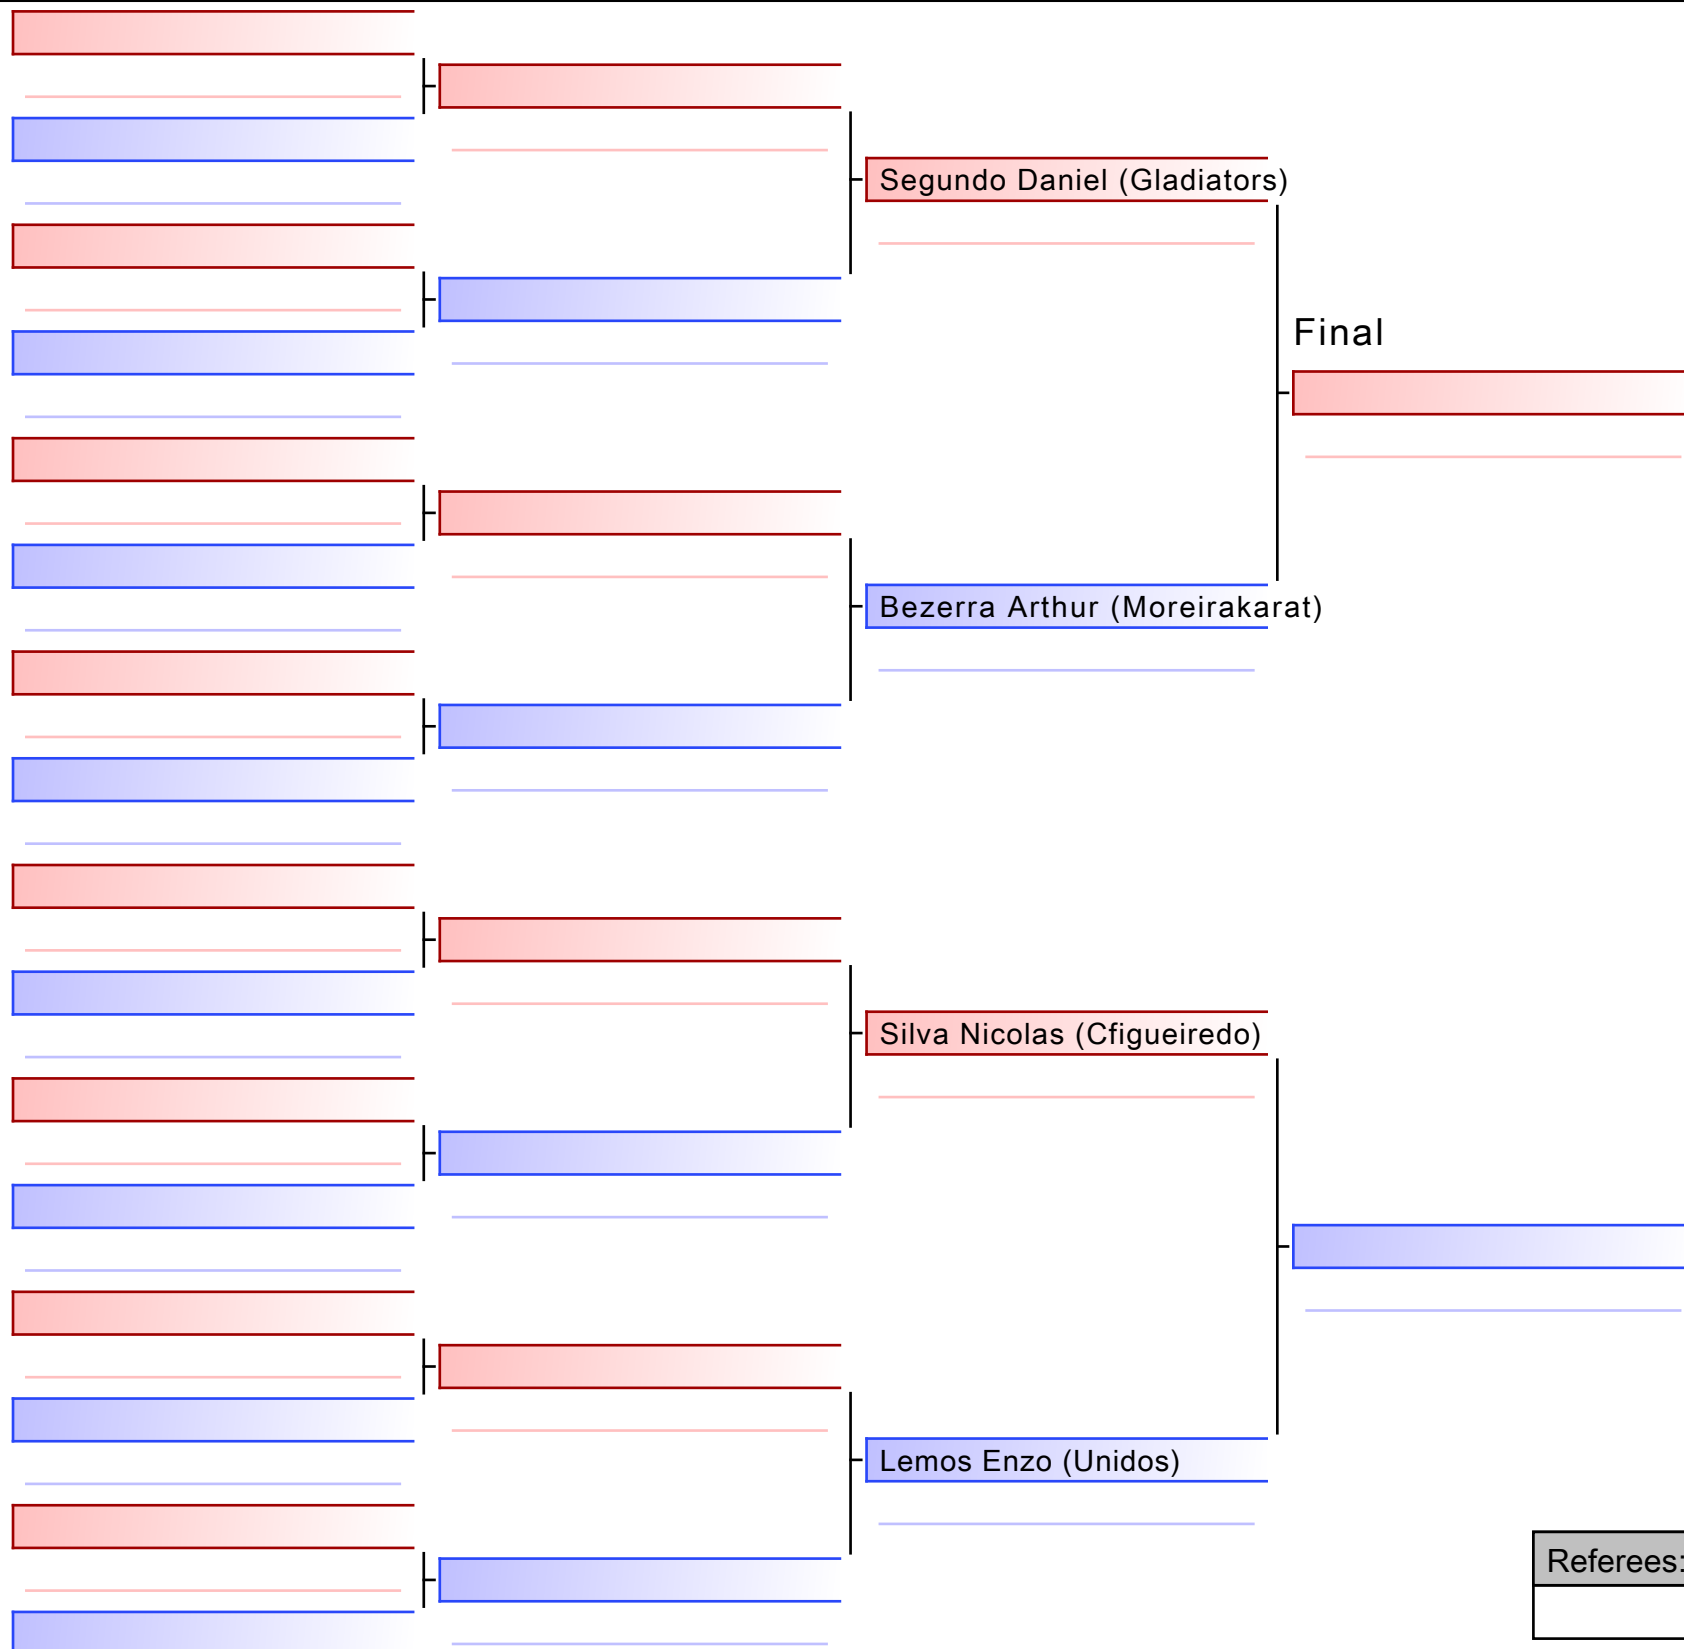 Segundo Daniel (Gladiators)
Final
Bezerra Arthur (Moreirakarat)
Silva Nicolas (Cfigueiredo)
Lemos Enzo (Unidos)
Referees: